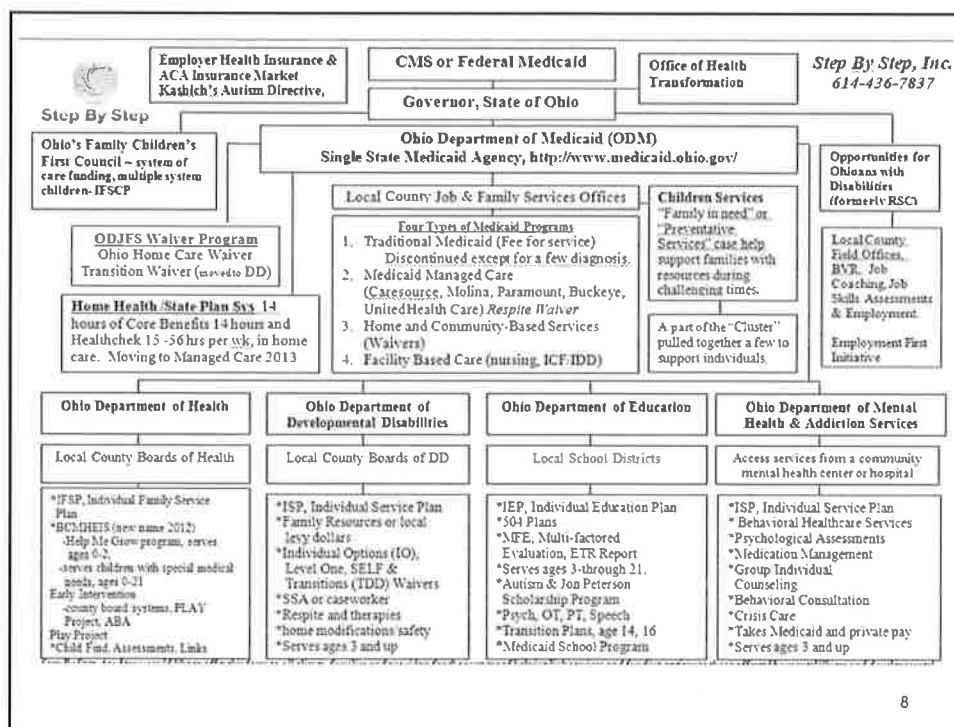 Employer Health Insurance &
ACA Insurance Market
Kashich's Autism Directive,
CMS or Federal Medicaid
Office of Health
Transformation
Step By Step, Inc.
614-436-7837
Step By Step
Governor, State of Ohio
Ohio's Family Children's
First Council – system of
care funding, multiple system
children- IFSCP
Ohio Department of Medicaid (ODM)
Single State Medicaid Agency, http://www.medicaid.ohio.gov/
Opportunities for
Ohioans with
Disabilities
(formerly RSC)
Local County Job & Family Services Offices
Children Services
"Family in need" or
"Preventative
Services" case help
support families with
resources during
challenging times.
ODJFS Waiver Program
Ohio Home Care Waiver
Transition Waiver (moved to DD)
Four Types of Medicaid Programs
1. Traditional Medicaid (Fee for service)
Discontinued except for a few diagnosis.
2. Medicaid Managed Care
(Caresource, Molina, Paramount, Buckeye,
United Health Care) Respite Waiver
3. Home and Community-Based Services
(Waivers)
4. Facility Based Care (nursing, ICF/IDD)
Local County,
Field Offices,
BVR, Job
Coaching, Job
Skills Assessments
& Employment.
Employment First
Initiative
Home Health /State Plan Svs 14
hours of Core Benefits 14 hours and
Healthchek 15 -56 hrs per wk, in home
care. Moving to Managed Care 2013
A part of the "Cluster"
pulled together a few to
support individuals.
Ohio Department of Health
Ohio Department of
Developmental Disabilities
Ohio Department of Education
Ohio Department of Mental
Health & Addiction Services
Local County Boards of Health
Local County Boards of DD
Local School Districts
Access services from a community
mental health center or hospital
*IFSP, Individual Family Service
Plan
*BCMHEIS (new name 2012)
-Help Me Grow program, serves
ages 0-2,
-serves children with special medical
needs, ages 0-21
Early Intervention
-county board systems, PLAY
Project, ABA
Play Project
*Child Find, Assessments, Links
*ISP, Individual Service Plan
*Family Resources or local
levy dollars
*Individual Options (IO),
Level One, SELF &
Transitions (TDD) Waivers
*SSA or caseworker
*Respite and therapies
*home modifications safety
*Serves ages 3 and up
*IEP, Individual Education Plan
*504 Plans
*MFE, Multi-factored
Evaluation, ETR Report
*Serves ages 3-through 21,
*Autism & Jon Peterson
Scholarship Program
*Psych, OT, PT, Speech
*Transition Plans, age 14, 16
*Medicaid School Program
*ISP, Individual Service Plan
* Behavioral Healthcare Services
*Psychological Assessments
*Medication Management
*Group Individual
Counseling
*Behavioral Consultation
*Crisis Care
*Takes Medicaid and private pay
*Serves ages 3 and up
8